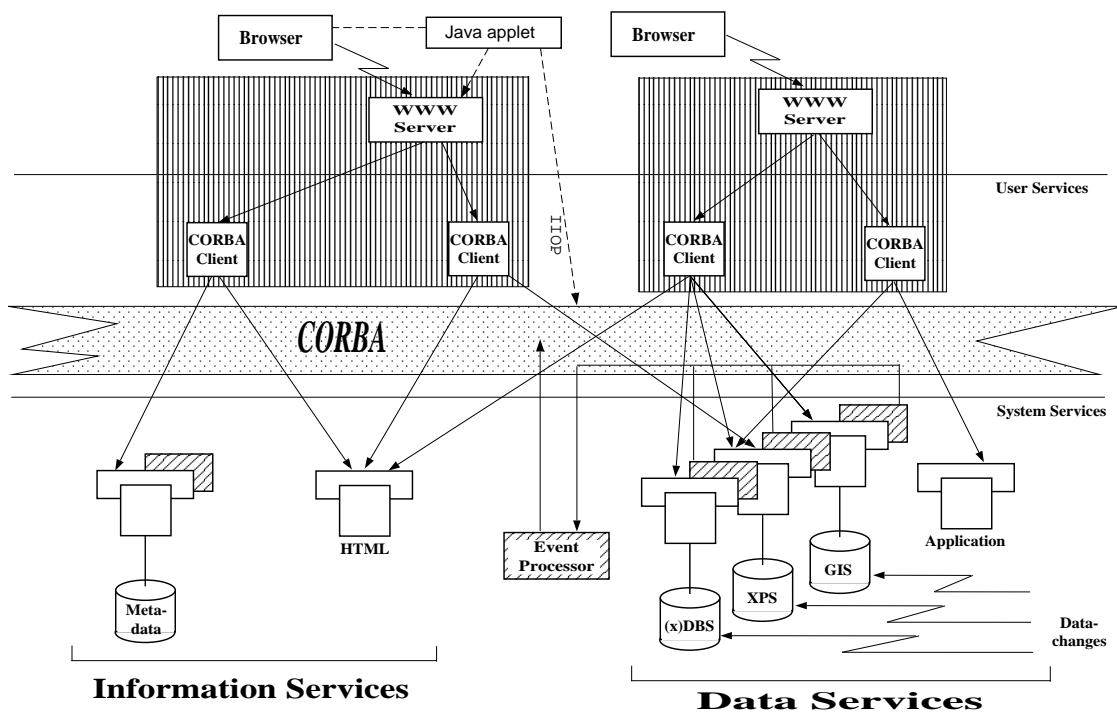 Browser
Java applet
Browser
WWW
Server
WWW
Server
User Services
IIOP
CORBA
Client
CORBA
Client
CORBA
Client
CORBA
Client
CORBA
System Services
HTML
Event
Processor
Application
GIS
XPS
Meta-
data
(x)DBS
Data-
changes
Information Services
Data Services